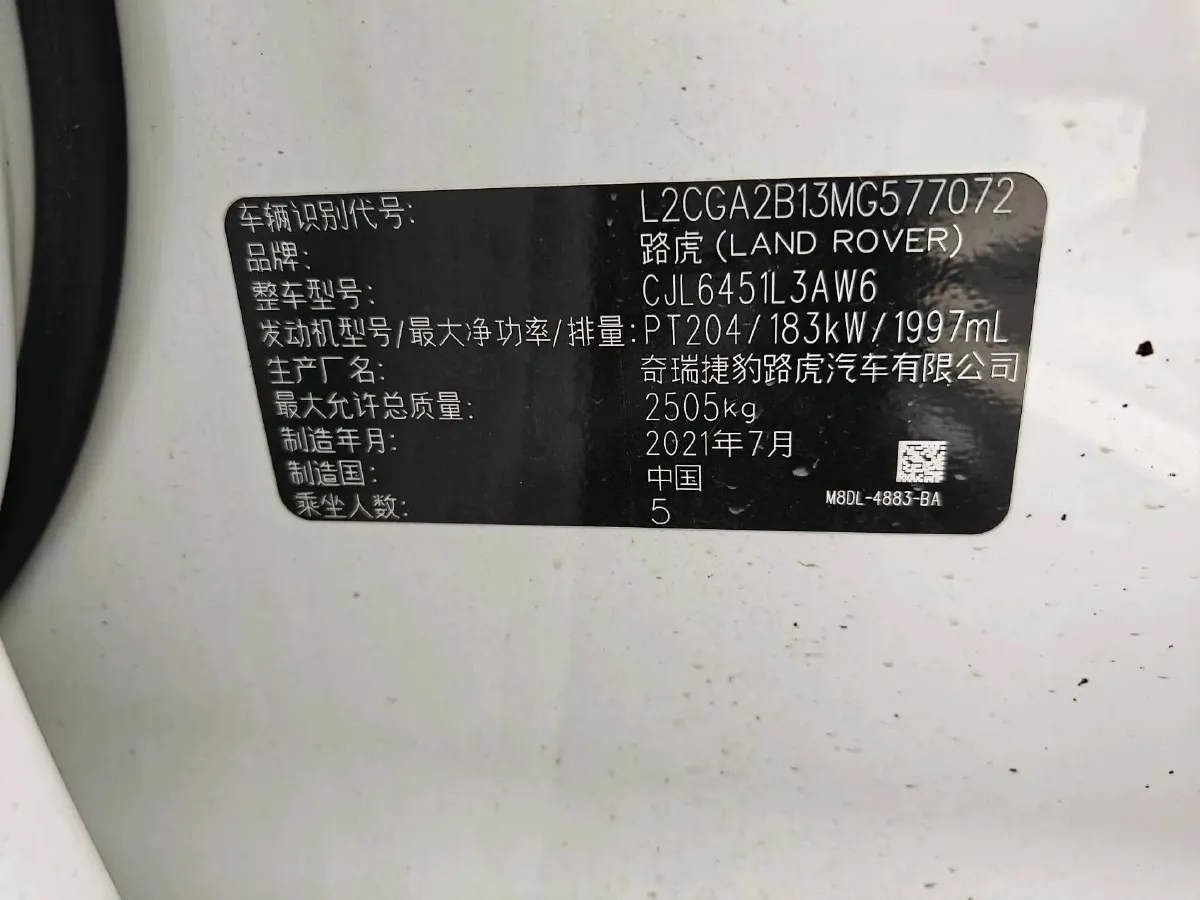 车辆识别代号: L2CGA2B13MG577072
品牌: 路虎(LAND ROVER)
整车型号: CJL6451L3AW6
发动机型号/最大净功率/排量: PT204/183kW/1997mL
生产厂名: 奇瑞捷豹路虎汽车有限公司
最大允许总质量: 2505kg
制造年月: 2021年7月
制造国: 中国
乘坐人数: 5
M8DL-4883-BA